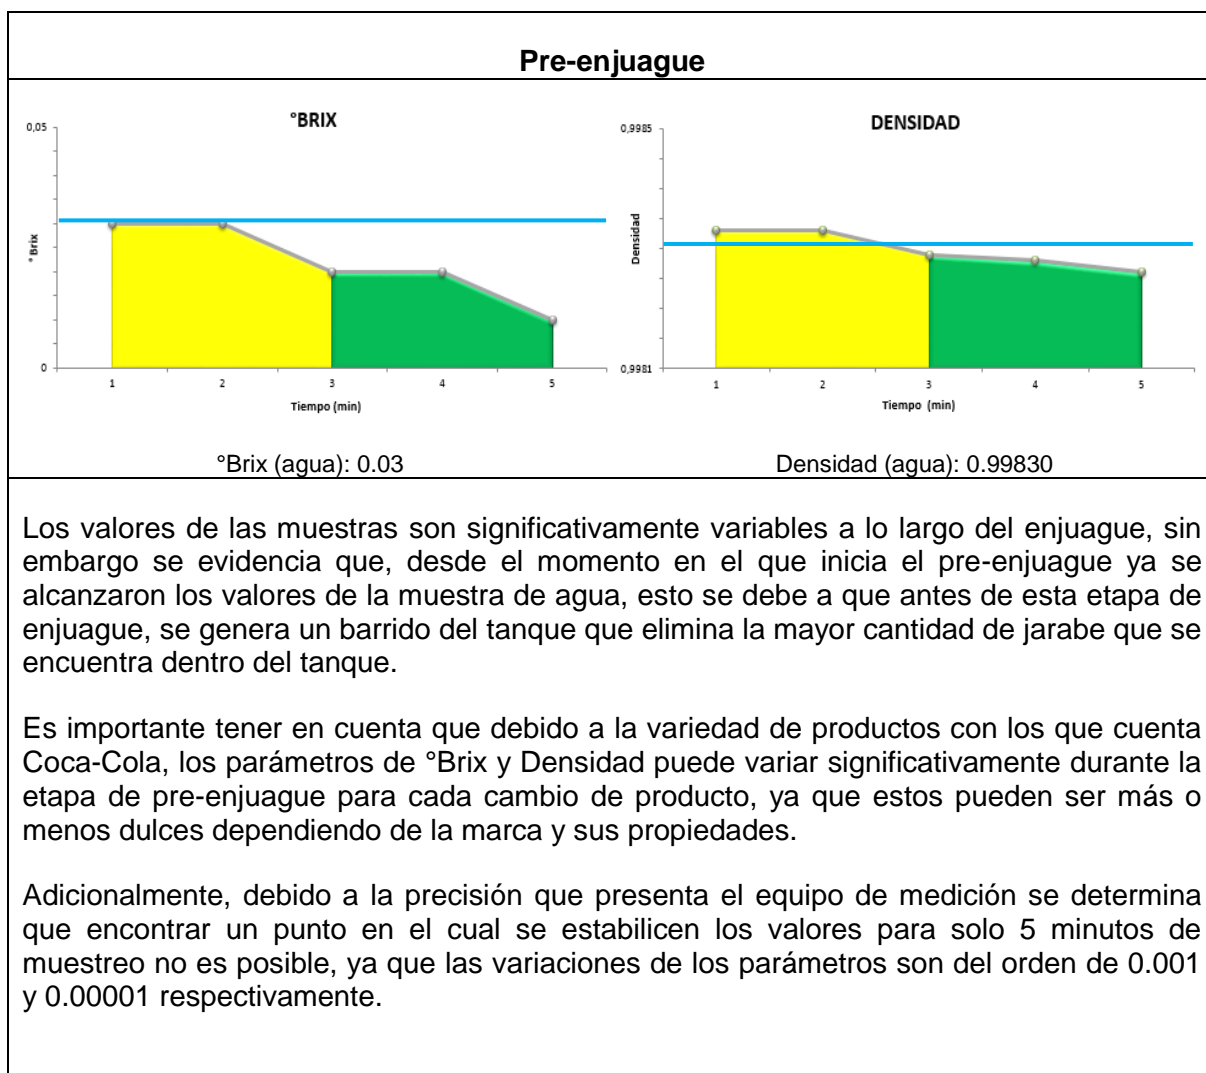 Pre-enjuague
°BRIX
0,05
0
° Brix
1 2 3 4 5
Tiempo (min)
°Brix (agua): 0.03
DENSIDAD
0,9985
0,9981
Densidad
1 2 3 4 5
Tiempo (min)
Densidad (agua): 0.99830
Los valores de las muestras son significativamente variables a lo largo del enjuague, sin
embargo se evidencia que, desde el momento en el que inicia el pre-enjuague ya se
alcanzaron los valores de la muestra de agua, esto se debe a que antes de esta etapa de
enjuague, se genera un barrido del tanque que elimina la mayor cantidad de jarabe que se
encuentra dentro del tanque.
Es importante tener en cuenta que debido a la variedad de productos con los que cuenta
Coca-Cola, los parámetros de °Brix y Densidad puede variar significativamente durante la
etapa de pre-enjuague para cada cambio de producto, ya que estos pueden ser más o
menos dulces dependiendo de la marca y sus propiedades.
Adicionalmente, debido a la precisión que presenta el equipo de medición se determina
que encontrar un punto en el cual se estabilicen los valores para solo 5 minutos de
muestreo no es posible, ya que las variaciones de los parámetros son del orden de 0.001
y 0.00001 respectivamente.